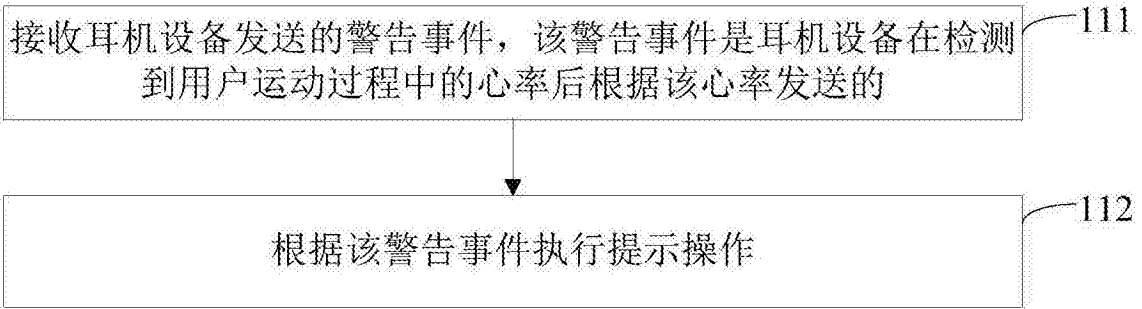 接收耳机设备发送的警告事件，该警告事件是耳机设备在检测
到用户运动过程中的心率后根据该心率发送的
111
根据该警告事件执行提示操作
112